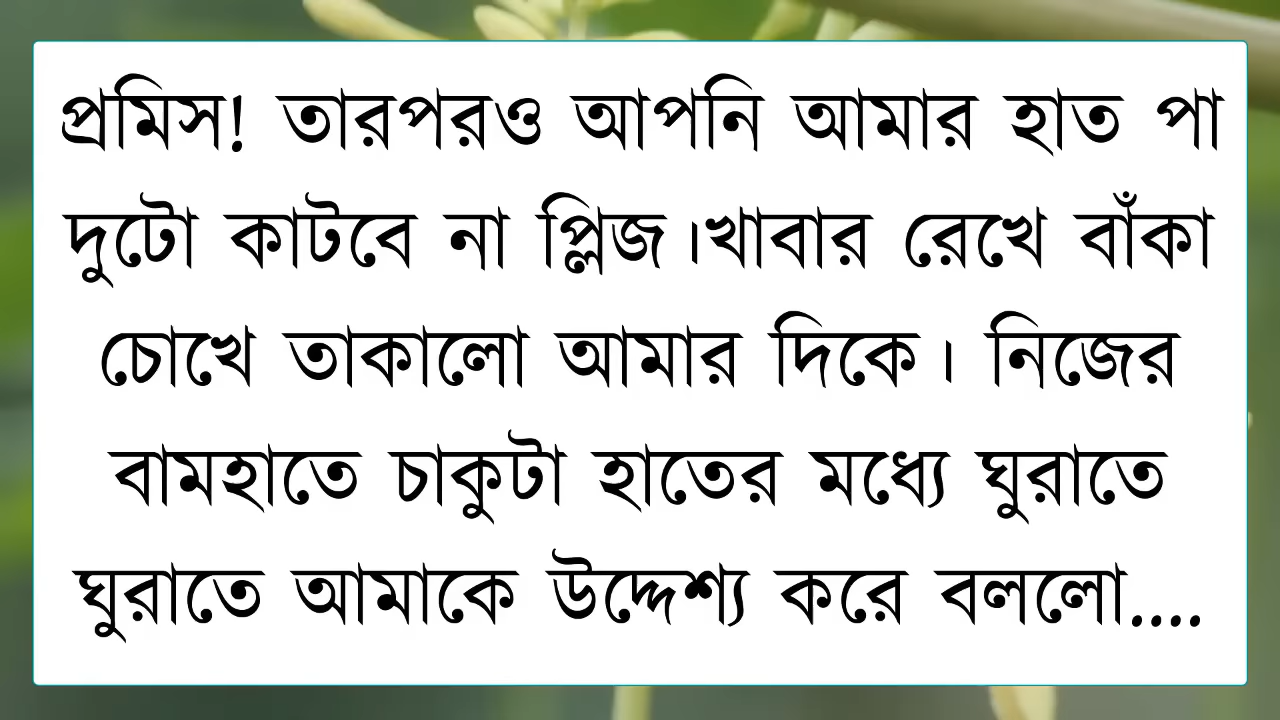 প্রমিস! তারপরও আপনি আমার হাত পা
দুটো কাটবে না প্লিজ।খাবার রেখে বাঁকা
চোখে তাকালো আমার দিকে। নিজের
বামহাতে চাকুটা হাতের মধ্যে ঘুরাতে
ঘুরাতে আমাকে উদ্দেশ্য করে বললো....